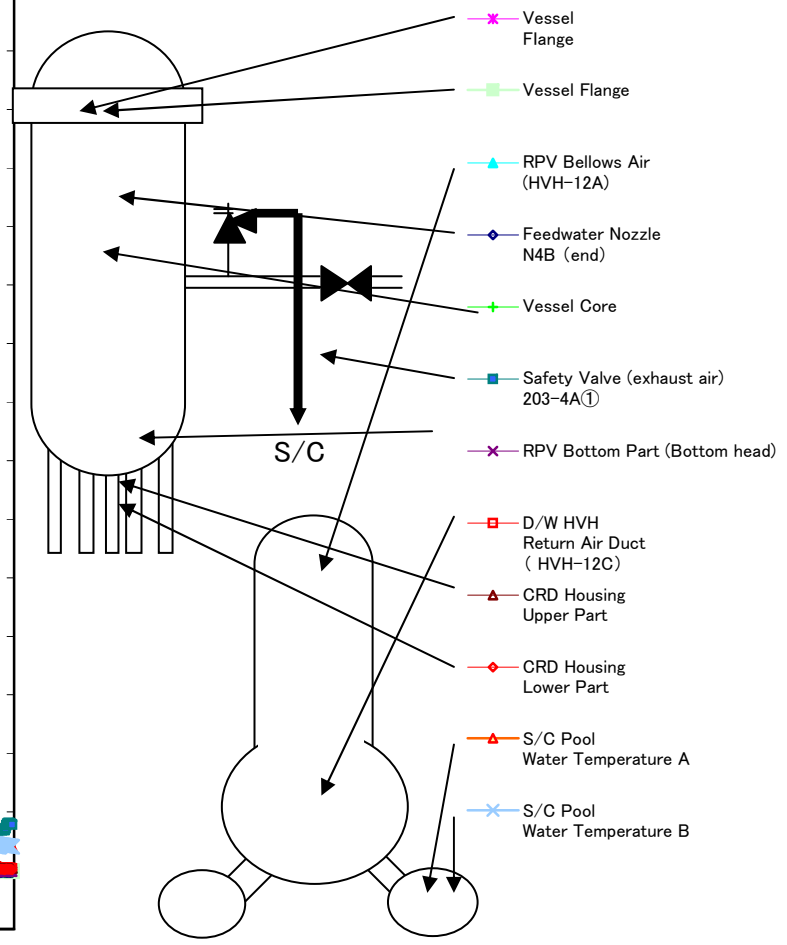 Vessel
Flange
Vessel Flange
RPV Bellows Air
(HVH-12A)
Feedwater Nozzle
N4B (end)
Vessel Core
Safety Valve (exhaust air)
203-4A①
S/C
RPV Bottom Part (Bottom head)
D/W HVH
Return Air Duct
( HVH-12C)
CRD Housing
Upper Part
CRD Housing
Lower Part
S/C Pool
Water Temperature A
S/C Pool
Water Temperature B